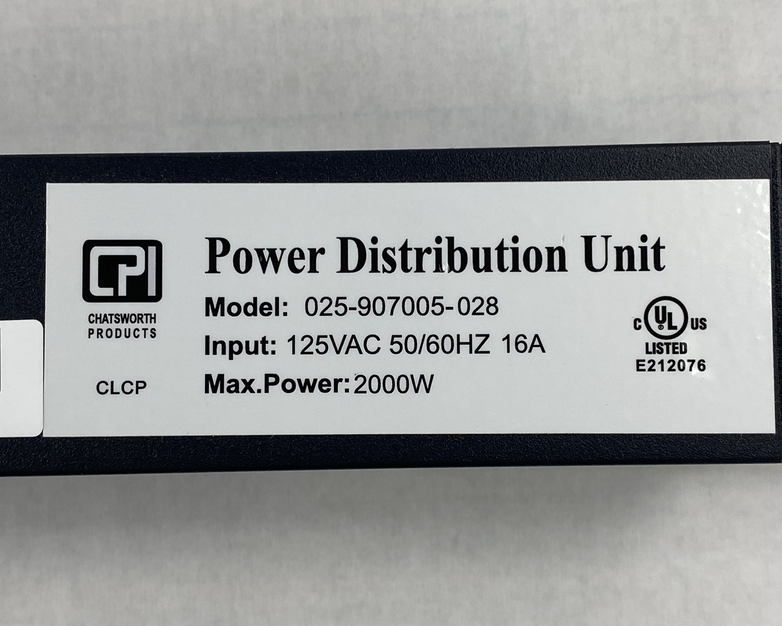 CPI
CHATSWORTH
PRODUCTS
CLCP
Power Distribution Unit
Model: 025-907005-028
Input: 125VAC 50/60HZ 16A
Max.Power:2000W
C UL US
LISTED
E212076